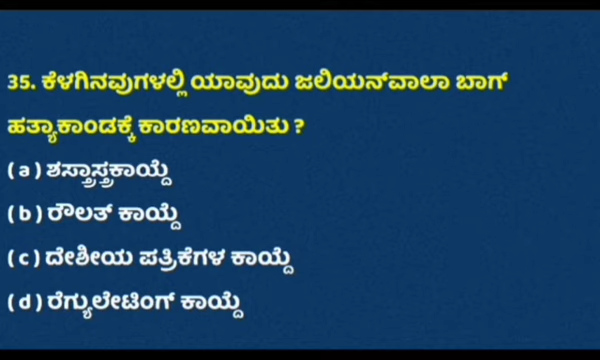 35. ಕೆಳಗಿನವುಗಳಲ್ಲಿ ಯಾವುದು ಜಲಿಯನ್‌ವಾಲಾ ಬಾಗ್
ಹತ್ಯಾಕಾಂಡಕ್ಕೆ ಕಾರಣವಾಯಿತು ?
( a ) ಶಸ್ತ್ರಾಸ್ತ್ರಕಾಯ್ದೆ
( b ) ರೌಲತ್ ಕಾಯ್ದೆ
( c ) ದೇಶೀಯ ಪತ್ರಿಕೆಗಳ ಕಾಯ್ದೆ
( d ) ರೆಗ್ಯುಲೇಟಿಂಗ್ ಕಾಯ್ದೆ